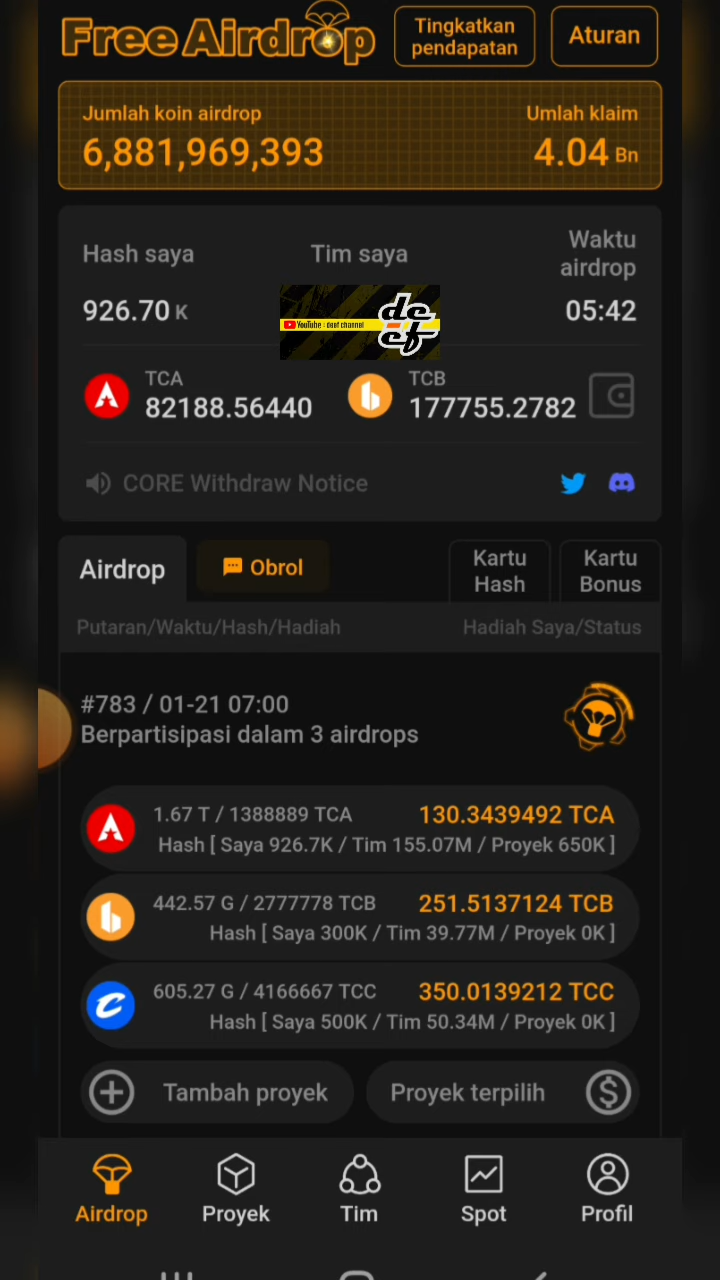 Free Airdrop
Tingkatkan
pendapatan
Aturan
Jumlah koin airdrop
Umlah klaim
6,881,969,393
4.04 Bn
Hash saya
Tim saya
Waktu
airdrop
926.70 K
YouTube : deef channel
de
ef
05:42
TCA
82188.56440
TCB
177755.2782
CORE Withdraw Notice
Airdrop
Obrol
Kartu
Hash
Kartu
Bonus
Putaran/Waktu/Hash/Hadiah
Hadiah Saya/Status
#783 / 01-21 07:00
Berpartisipasi dalam 3 airdrops
1.67 T / 1388889 TCA
130.3439492 TCA
Hash [ Saya 926.7K / Tim 155.07M / Proyek 650K ]
442.57 G / 2777778 TCB
251.5137124 TCB
Hash [ Saya 300K / Tim 39.77M / Proyek 0K ]
605.27 G / 4166667 TCC
350.0139212 TCC
Hash [ Saya 500K / Tim 50.34M / Proyek 0K ]
Tambah proyek
Proyek terpilih
Airdrop
Proyek
Tim
Spot
Profil